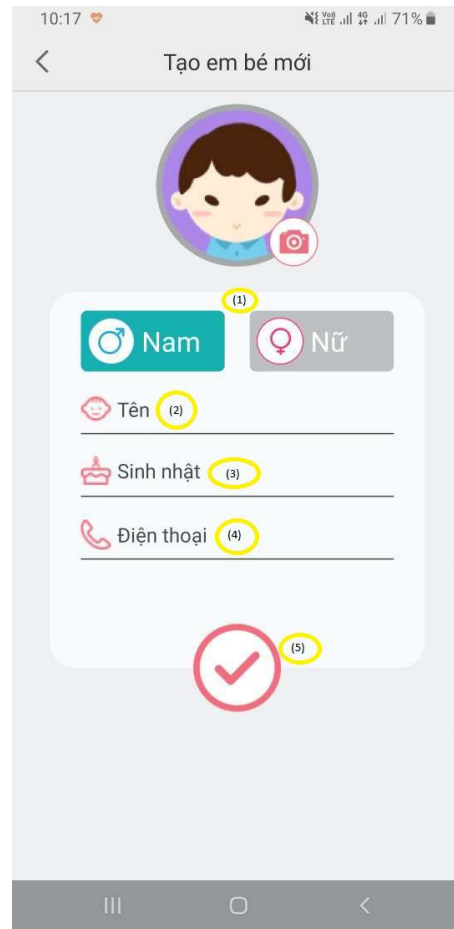 10:17 71%
Tạo em bé mới
(1)
Nam Nữ
Tên (2)
Sinh nhật (3)
Điện thoại (4)
(5)